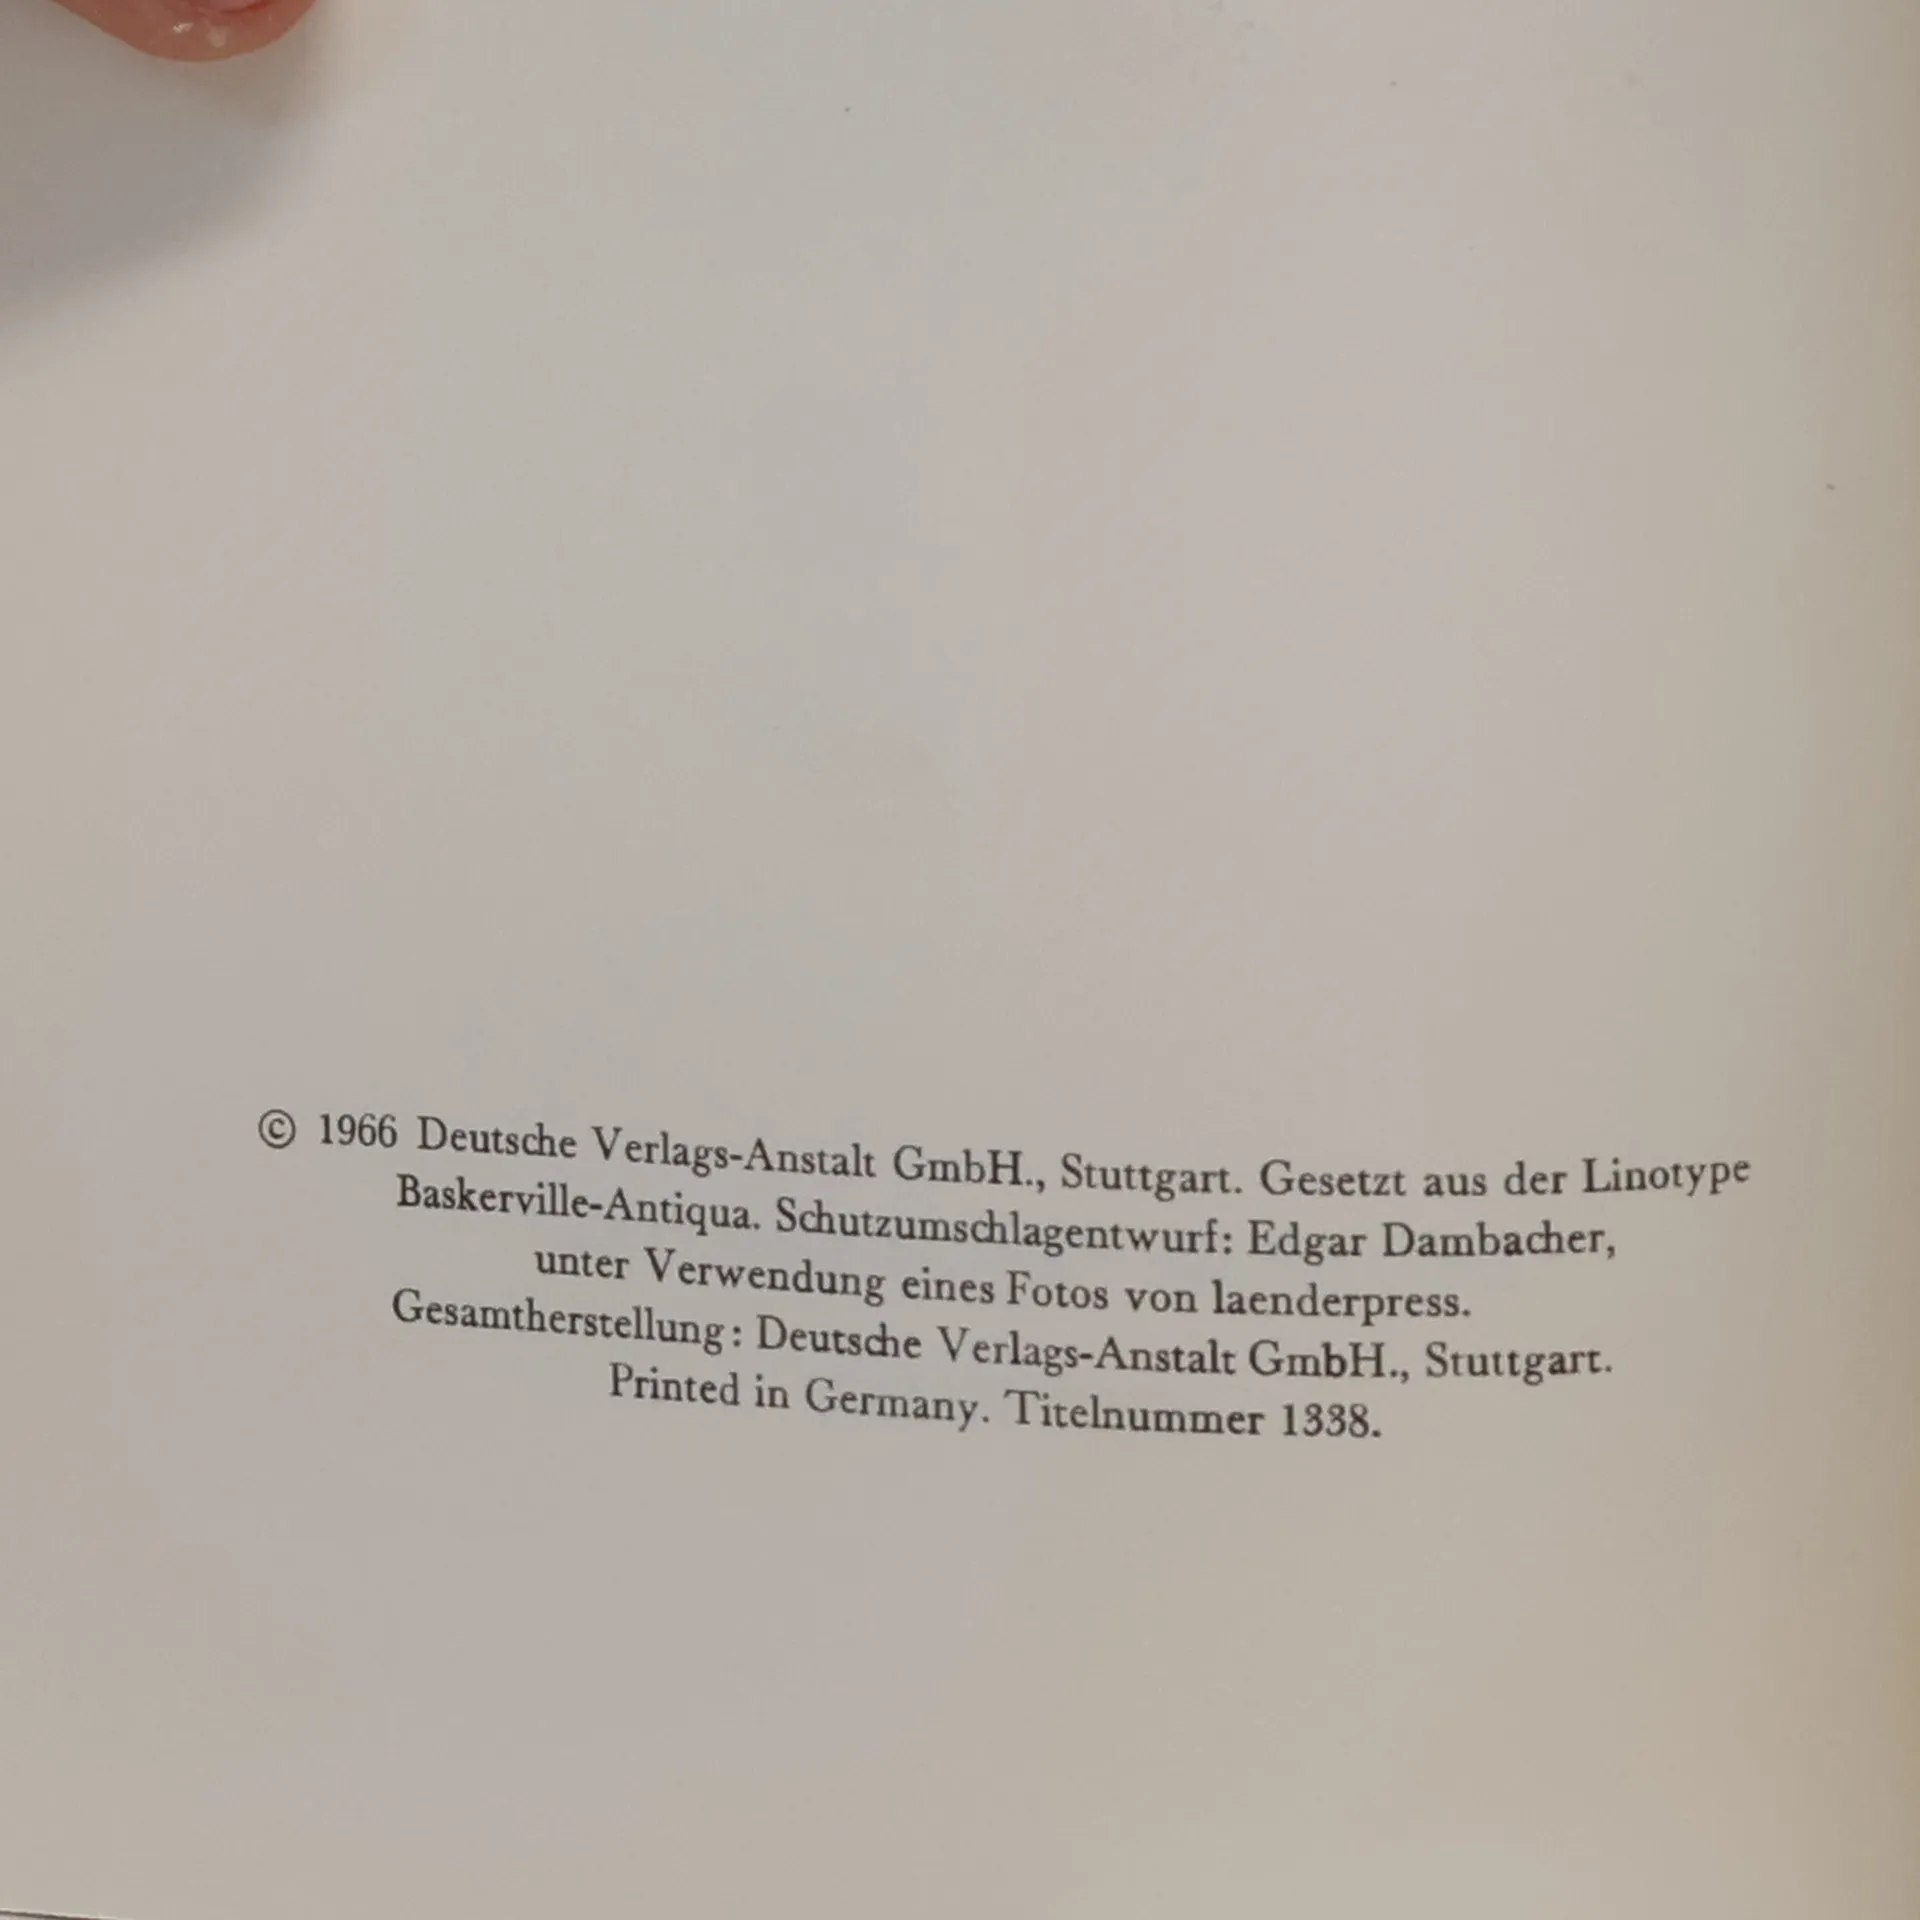 © 1966 Deutsche Verlags-Anstalt GmbH., Stuttgart. Gesetzt aus der Linotype
Baskerville-Antiqua. Schutzumschlagentwurf: Edgar Dambacher,
unter Verwendung eines Fotos von laenderpress.
Gesamtherstellung: Deutsche Verlags-Anstalt GmbH., Stuttgart.
Printed in Germany. Titelnummer 1338.